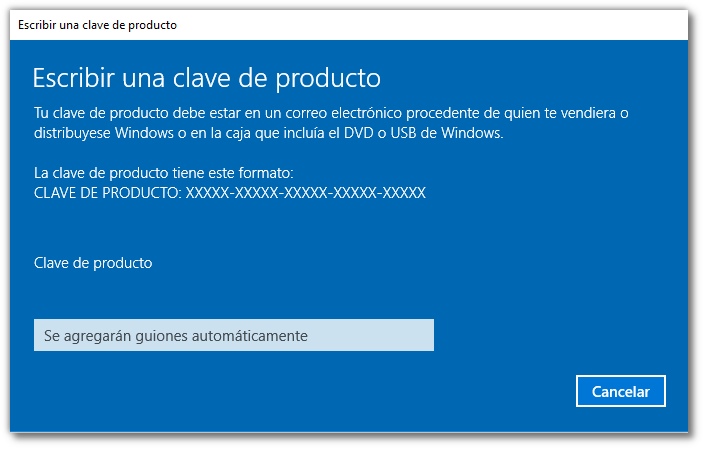 Escribir una clave de producto
Escribir una clave de producto
Tu clave de producto debe estar en un correo electrónico procedente de quien te vendiera o
distribuyese Windows o en la caja que incluía el DVD o USB de Windows.
La clave de producto tiene este formato:
CLAVE DE PRODUCTO: XXXXX-XXXXX-XXXXX-XXXXX-XXXXX
Clave de producto
Se agregarán guiones automáticamente
Cancelar